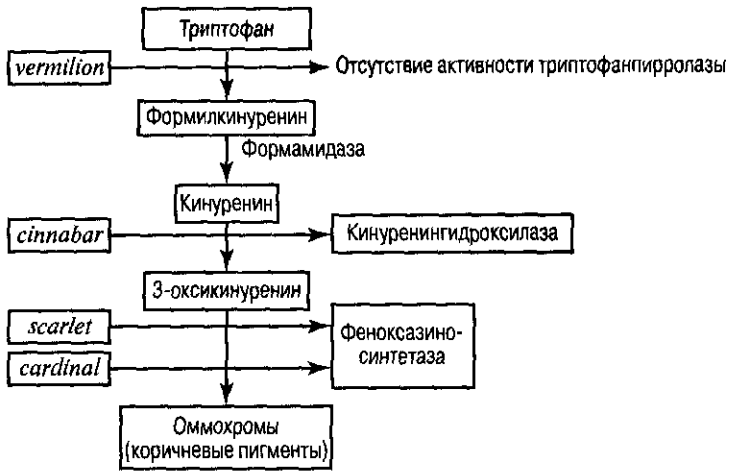 Триптофан
vermilion
Отсутствие активности триптофанпирролазы
Формилкинуренин
Формамидаза
Кинуренин
cinnabar
Кинуренингидроксилаза
3-оксикинуренин
scarlet
Феноксазино-
синтетаза
cardinal
Оммохромы
(коричневые пигменты)